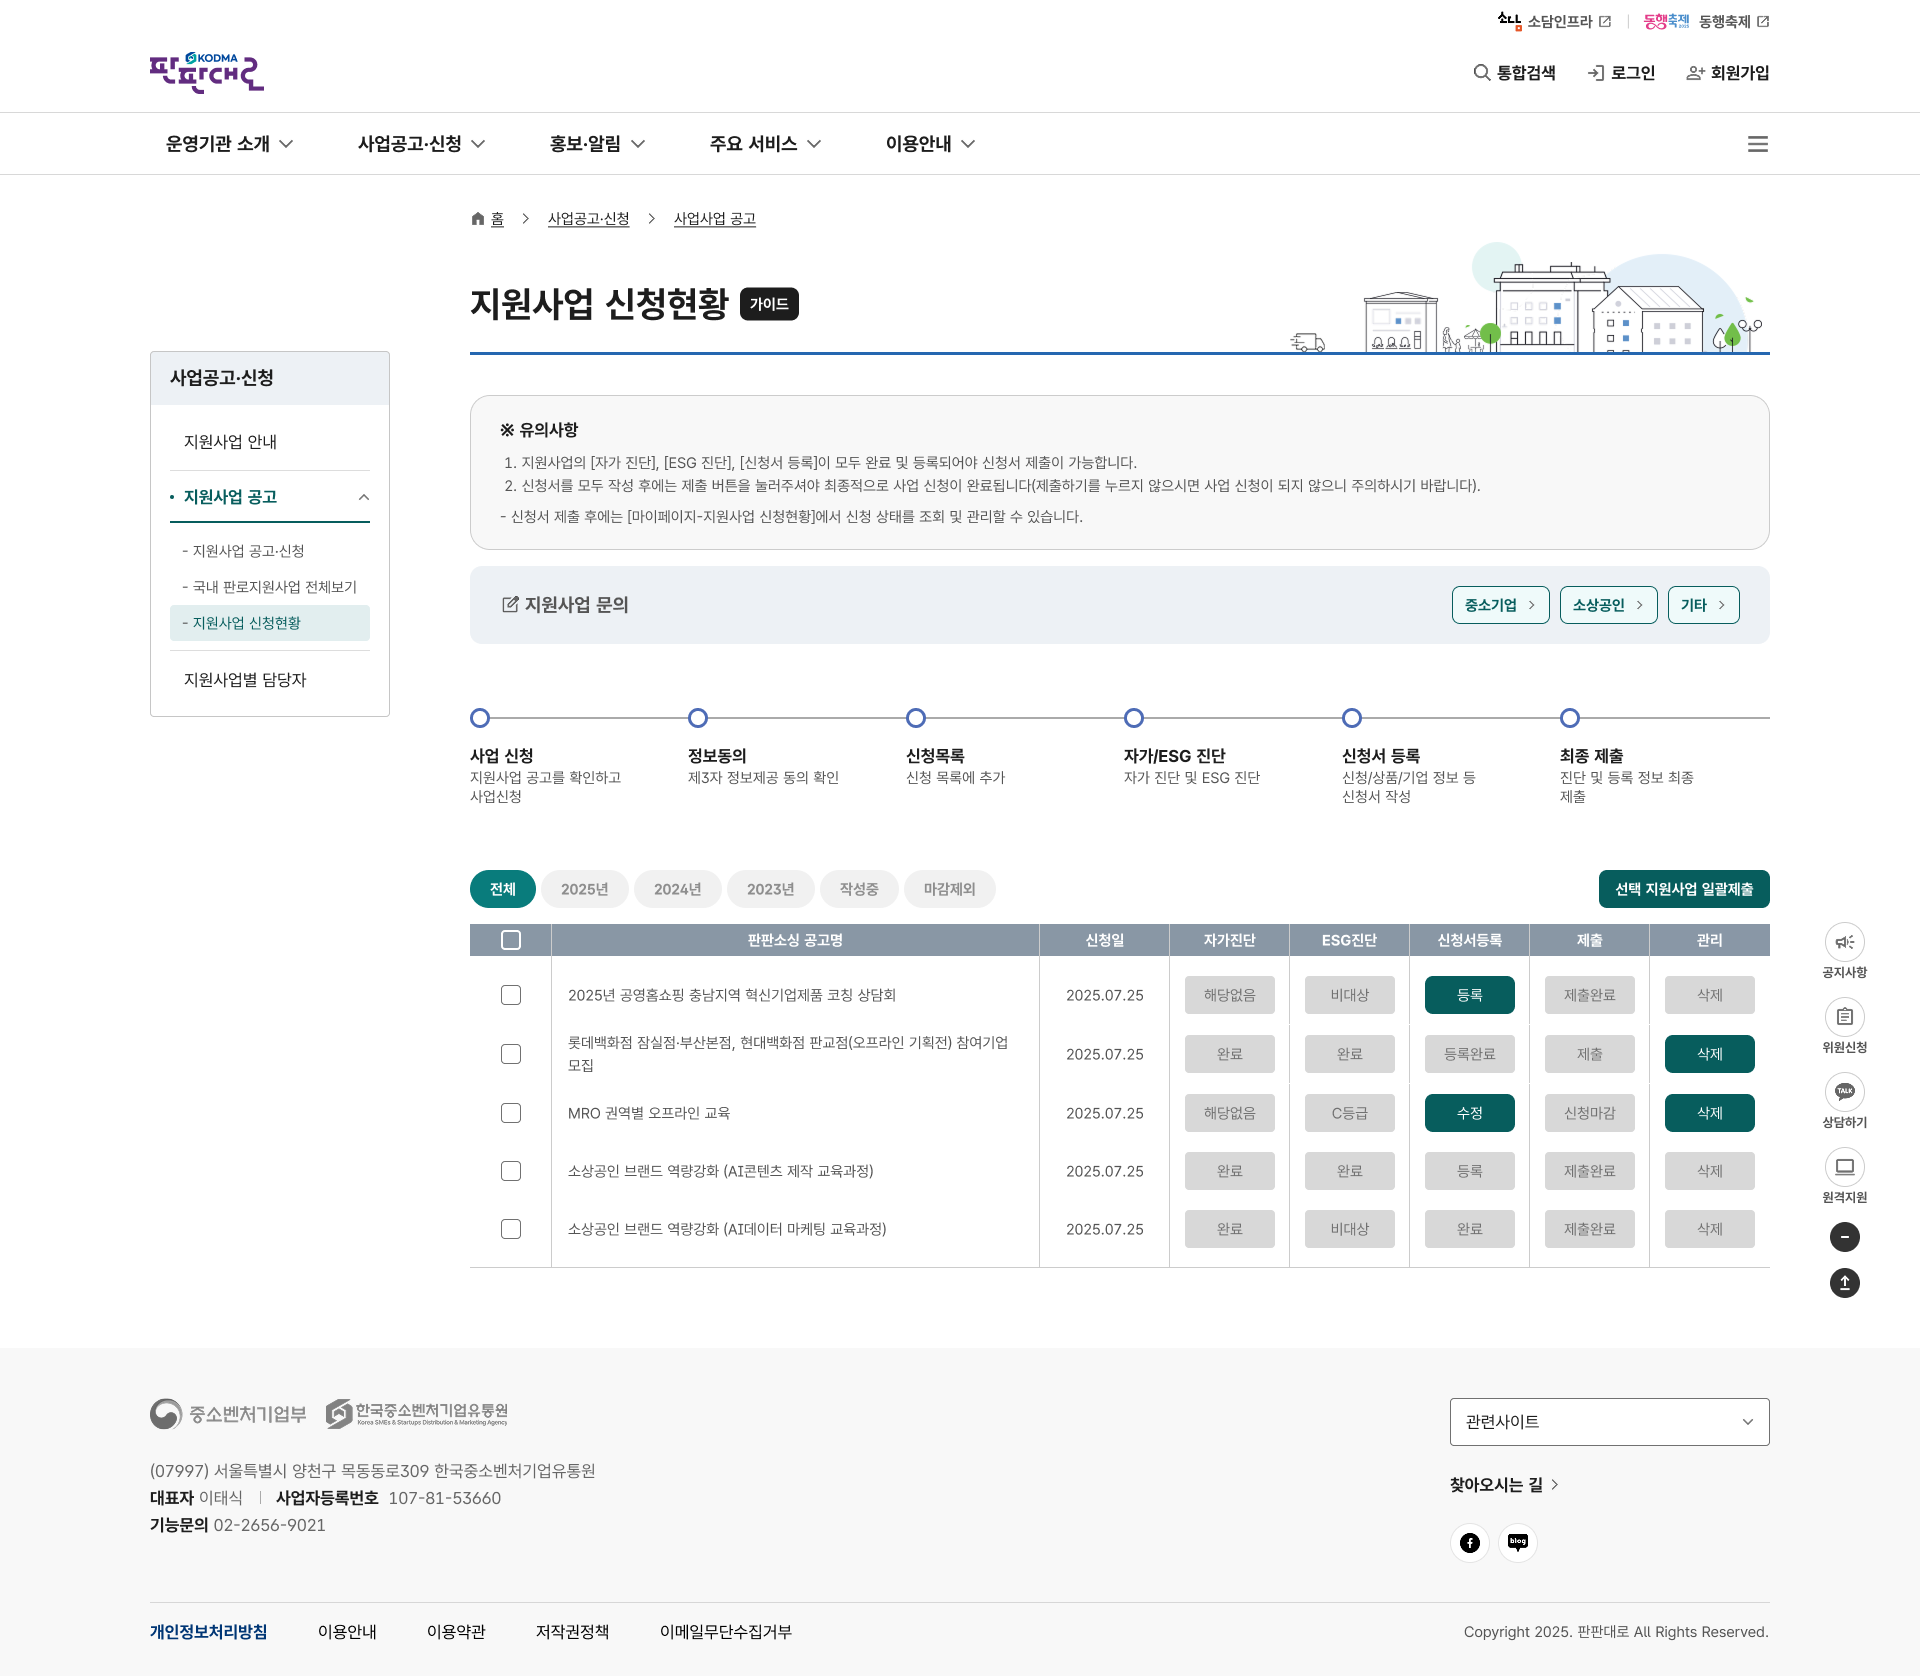 소담인프라
동행축제 2025 동행축제
KODMA
판판대로
통합검색
로그인
회원가입
운영기관 소개
사업공고·신청
홍보·알림
주요 서비스
이용안내
홈
사업공고·신청
사업사업 공고
지원사업 신청현황
가이드
사업공고·신청
지원사업 안내
지원사업 공고
- 지원사업 공고·신청
- 국내 판로지원사업 전체보기
- 지원사업 신청현황
지원사업별 담당자
※ 유의사항
1. 지원사업의 [자가 진단], [ESG 진단], [신청서 등록]이 모두 완료 및 등록되어야 신청서 제출이 가능합니다.
2. 신청서를 모두 작성 후에는 제출 버튼을 눌러주셔야 최종적으로 사업 신청이 완료됩니다(제출하기를 누르지 않으시면 사업 신청이 되지 않으니 주의하시기 바랍니다).
- 신청서 제출 후에는 [마이페이지-지원사업 신청현황]에서 신청 상태를 조회 및 관리할 수 있습니다.
지원사업 문의
중소기업
소상공인
기타
사업 신청
지원사업 공고를 확인하고
사업신청
정보동의
제3자 정보제공 동의 확인
신청목록
신청 목록에 추가
자가/ESG 진단
자가 진단 및 ESG 진단
신청서 등록
신청/상품/기업 정보 등
신청서 작성
최종 제출
진단 및 등록 정보 최종
제출
전체
2025년
2024년
2023년
작성중
마감제외
선택 지원사업 일괄제출
판판소싱 공고명 신청일 자가진단 ESG진단 신청서등록 제출 관리
2025년 공영홈쇼핑 충남지역 혁신기업제품 코칭 상담회 2025.07.25 해당없음 비대상 등록 제출완료 삭제
롯데백화점 잠실점·부산본점, 현대백화점 판교점(오프라인 기획전) 참여기업
모집 2025.07.25 완료 완료 등록완료 제출 삭제
MRO 권역별 오프라인 교육 2025.07.25 해당없음 C등급 수정 신청마감 삭제
소상공인 브랜드 역량강화 (AI콘텐츠 제작 교육과정) 2025.07.25 완료 완료 등록 제출완료 삭제
소상공인 브랜드 역량강화 (AI데이터 마케팅 교육과정) 2025.07.25 완료 비대상 완료 제출완료 삭제
공지사항
위원신청
TALK
상담하기
원격지원
중소벤처기업부
한국중소벤처기업유통원
Korea SMEs & Startups Distribution & Marketing Agency
(07997) 서울특별시 양천구 목동동로309 한국중소벤처기업유통원
대표자 이태식 사업자등록번호 107-81-53660
기능문의 02-2656-9021
관련사이트
찾아오시는 길
blog
개인정보처리방침
이용안내
이용약관
저작권정책
이메일무단수집거부
Copyright 2025. 판판대로 All Rights Reserved.